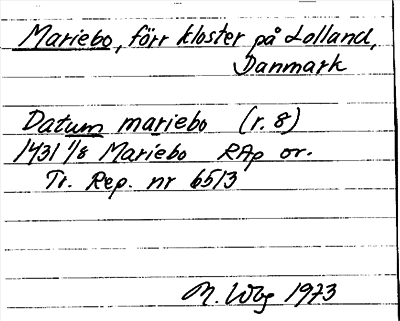 Mariebo, förr kloster på Lolland,
Danmark
Datum mariebo (r. 8)
1431 1/8 Mariebo RAp or.
Tr. Rep. nr 6513
M. Wbg 1973